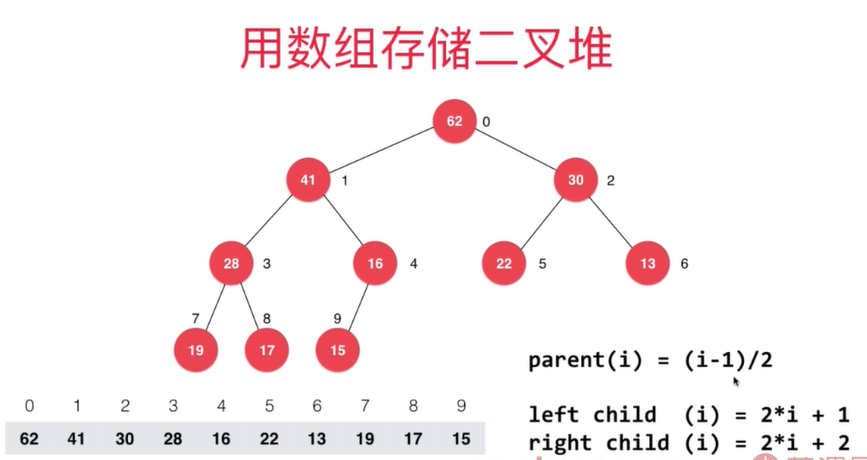 用数组存储二叉堆
62 0
41 1 30 2
28 3 16 4 22 5 13 6
7 8 9
19 17 15
parent(i) = (i-1)/2
left child (i) = 2*i + 1
right child (i) = 2*i + 2
0 1 2 3 4 5 6 7 8 9
62 41 30 28 16 22 13 19 17 15